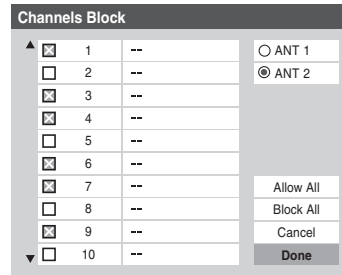 Channels Block
1 -- ANT 1
2 -- ANT 2
3 --
4 --
5 --
6 --
7 -- Allow All
8 -- Block All
9 -- Cancel
10 -- Done